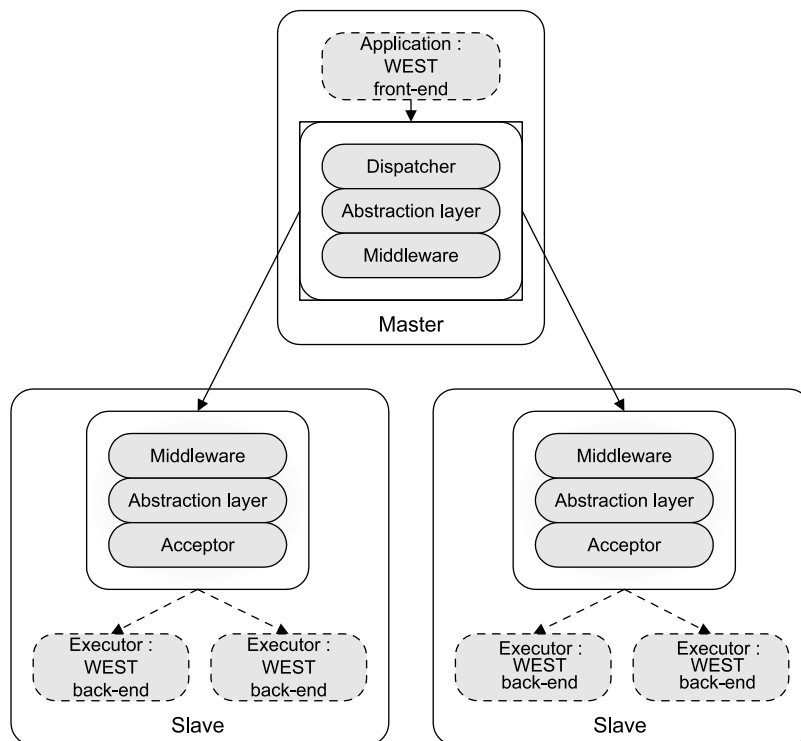 Application :
WEST
front-end
Dispatcher
Abstraction layer
Middleware
Master
Middleware
Abstraction layer
Acceptor
Executor :
WEST
back-end
Executor :
WEST
back-end
Slave
Middleware
Abstraction layer
Acceptor
Executor :
WEST
back-end
Executor :
WEST
back-end
Slave